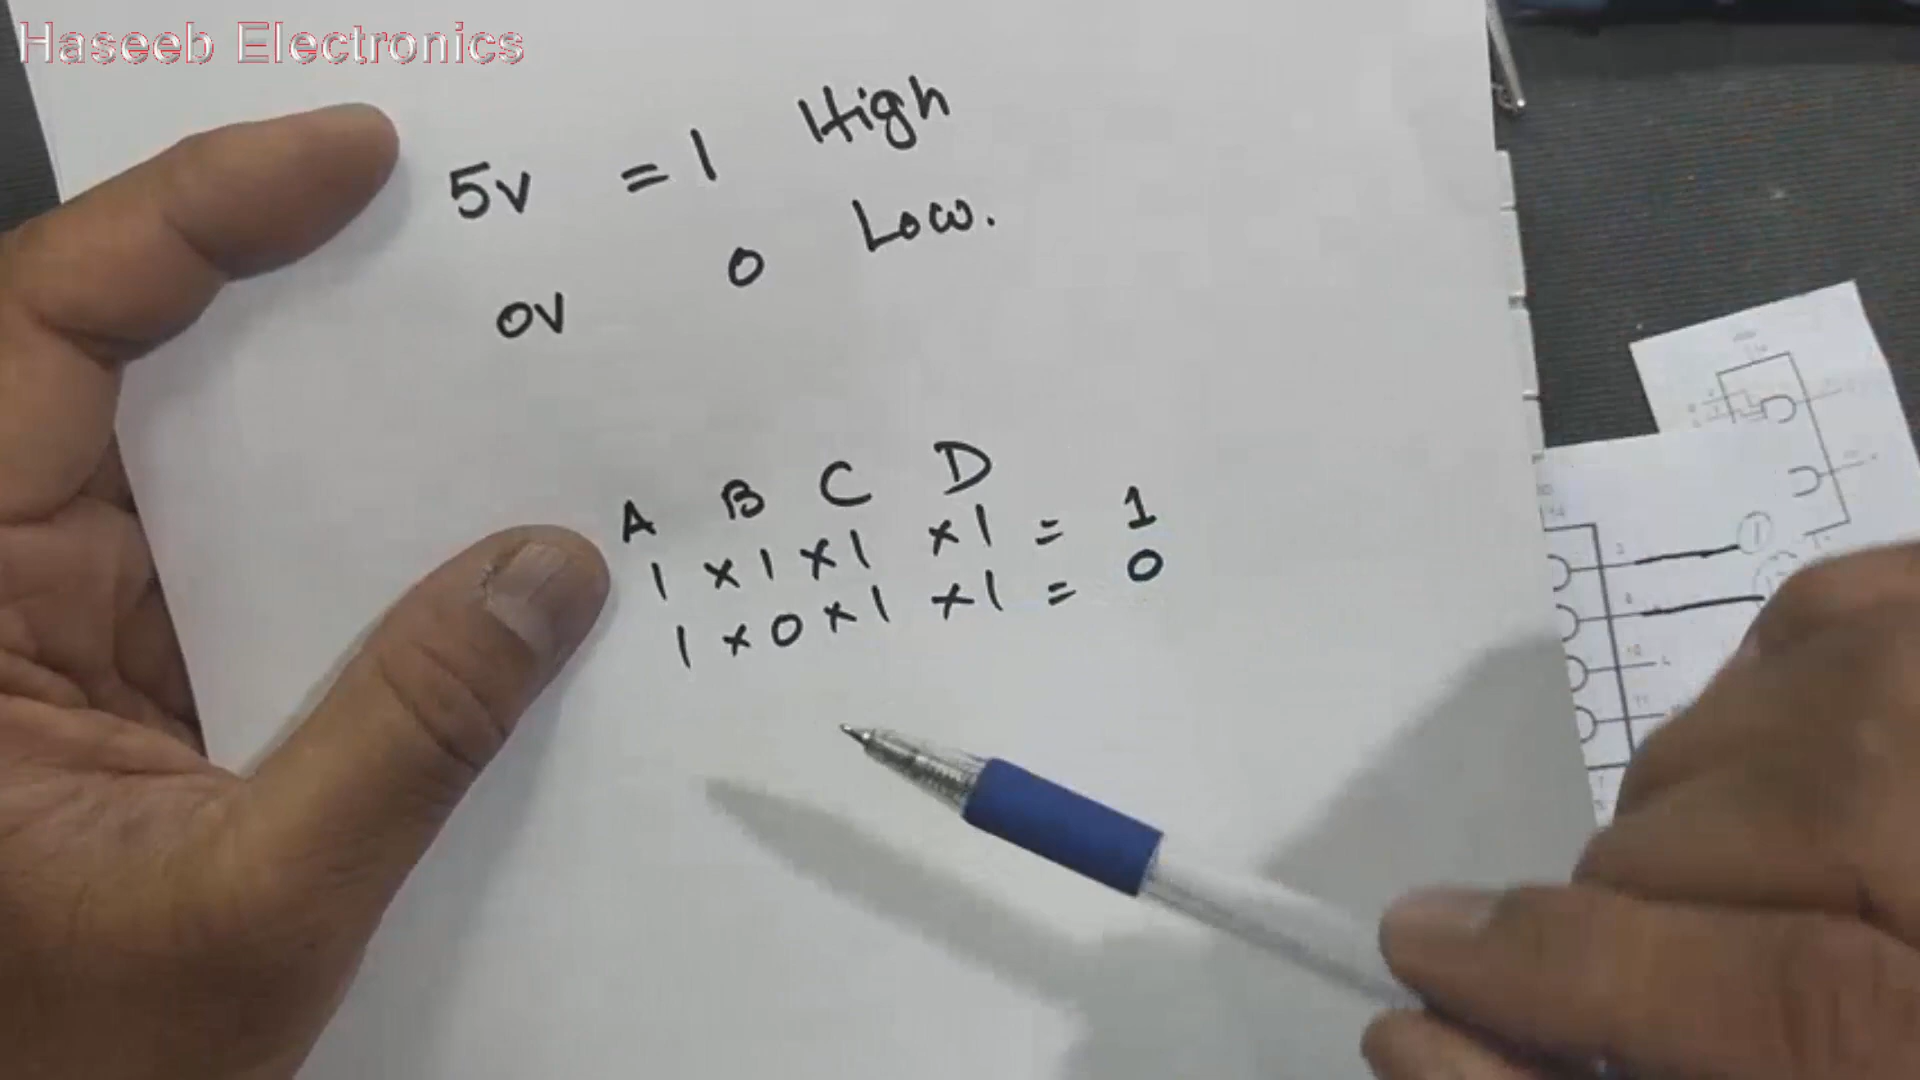 Haseeb Electronics
5v = 1 High
0v 0 Low.
A B C D
1 x 1 x 1 x 1 = 1
1 x 0 x 1 x 1 = 0